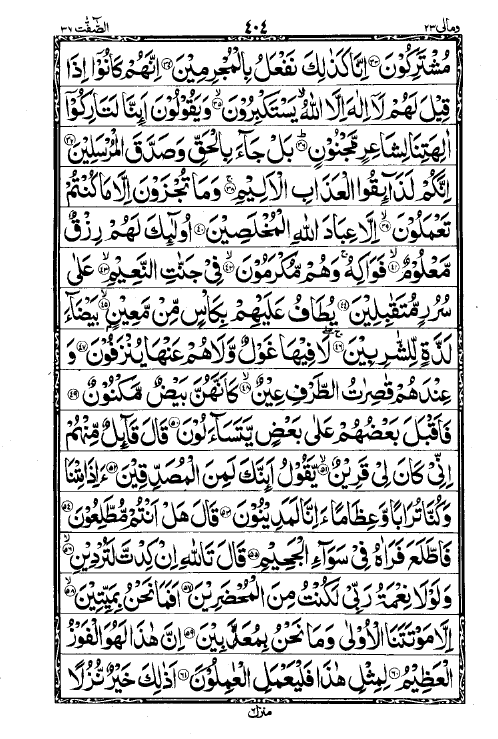 ومالی ٢٣ ٤٠٤ الصّٰفّٰت ٣٧
مُشْتَرِكُوْنَ ﴿٣٣﴾ اِنَّا كَذٰلِكَ نَفْعَلُ بِالْمُجْرِمِيْنَ ﴿٣٤﴾ اِنَّهُمْ كَانُوْٓا اِذَا
قِيْلَ لَهُمْ لَاۤ اِلٰهَ اِلَّا اللّٰهُ ۙ يَسْتَكْبِرُوْنَ ﴿٣٥﴾ وَيَقُوْلُوْنَ اَىِٕنَّا لَتَارِكُوْٓا
اٰلِهَتِنَا لِشَاعِرٍ مَّجْنُوْنٍ ﴿٣٦﴾ بَلْ جَآءَ بِالْحَقِّ وَصَدَّقَ الْمُرْسَلِيْنَ ﴿٣٧﴾
اِنَّكُمْ لَذَآىِٕقُوا الْعَذَابِ الْاَلِيْمِ ﴿٣٨﴾ وَمَا تُجْزَوْنَ اِلَّا مَا كُنْتُمْ
تَعْمَلُوْنَ ﴿٣٩﴾ اِلَّا عِبَادَ اللّٰهِ الْمُخْلَصِيْنَ ﴿٤٠﴾ اُولٰٓىِٕكَ لَهُمْ رِزْقٌ
مَّعْلُوْمٌ ﴿٤١﴾ فَوَاكِهُ ۚ وَهُمْ مُّكْرَمُوْنَ ﴿٤٢﴾ فِيْ جَنّٰتِ النَّعِيْمِ ﴿٤٣﴾ عَلٰى
سُرُرٍ مُّتَقٰبِلِيْنَ ﴿٤٤﴾ يُطَافُ عَلَيْهِمْ بِكَاْسٍ مِّنْ مَّعِيْنٍ ﴿٤٥﴾ بَيْضَآءَ
لَذَّةٍ لِّلشّٰرِبِيْنَ ﴿٤٦﴾ لَا فِيْهَا غَوْلٌ وَّلَا هُمْ عَنْهَا يُنْزَفُوْنَ ﴿٤٧﴾ وَ
عِنْدَهُمْ قٰصِرٰتُ الطَّرْفِ عِيْنٌ ﴿٤٨﴾ كَاَنَّهُنَّ بَيْضٌ مَّكْنُوْنٌ ﴿٤٩﴾
فَاَقْبَلَ بَعْضُهُمْ عَلٰى بَعْضٍ يَّتَسَآءَلُوْنَ ﴿٥٠﴾ قَالَ قَآىِٕلٌ مِّنْهُمْ
اِنِّيْ كَانَ لِيْ قَرِيْنٌ ﴿٥١﴾ يَّقُوْلُ اَىِٕنَّكَ لَمِنَ الْمُصَدِّقِيْنَ ﴿٥٢﴾ ءَاِذَا مِتْنَا
وَكُنَّا تُرَابًا وَّعِظَامًا ءَاِنَّا لَمَدِيْنُوْنَ ﴿٥٣﴾ قَالَ هَلْ اَنْتُمْ مُّطَّلِعُوْنَ ﴿٥٤﴾
فَاطَّلَعَ فَرَاٰهُ فِيْ سَوَآءِ الْجَحِيْمِ ﴿٥٥﴾ قَالَ تَاللّٰهِ اِنْ كِدْتَّ لَتُرْدِيْنِ ﴿٥٦﴾
وَلَوْلَا نِعْمَةُ رَبِّيْ لَكُنْتُ مِنَ الْمُحْضَرِيْنَ ﴿٥٧﴾ اَفَمَا نَحْنُ بِمَيِّتِيْنَ ﴿٥٨﴾
اِلَّا مَوْتَتَنَا الْاُوْلٰى وَمَا نَحْنُ بِمُعَذَّبِيْنَ ﴿٥٩﴾ اِنَّ هٰذَا لَهُوَ الْفَوْزُ
الْعَظِيْمُ ﴿٦٠﴾ لِمِثْلِ هٰذَا فَلْيَعْمَلِ الْعٰمِلُوْنَ ﴿٦١﴾ اَذٰلِكَ خَيْرٌ نُّزُلًا
منزل ٦